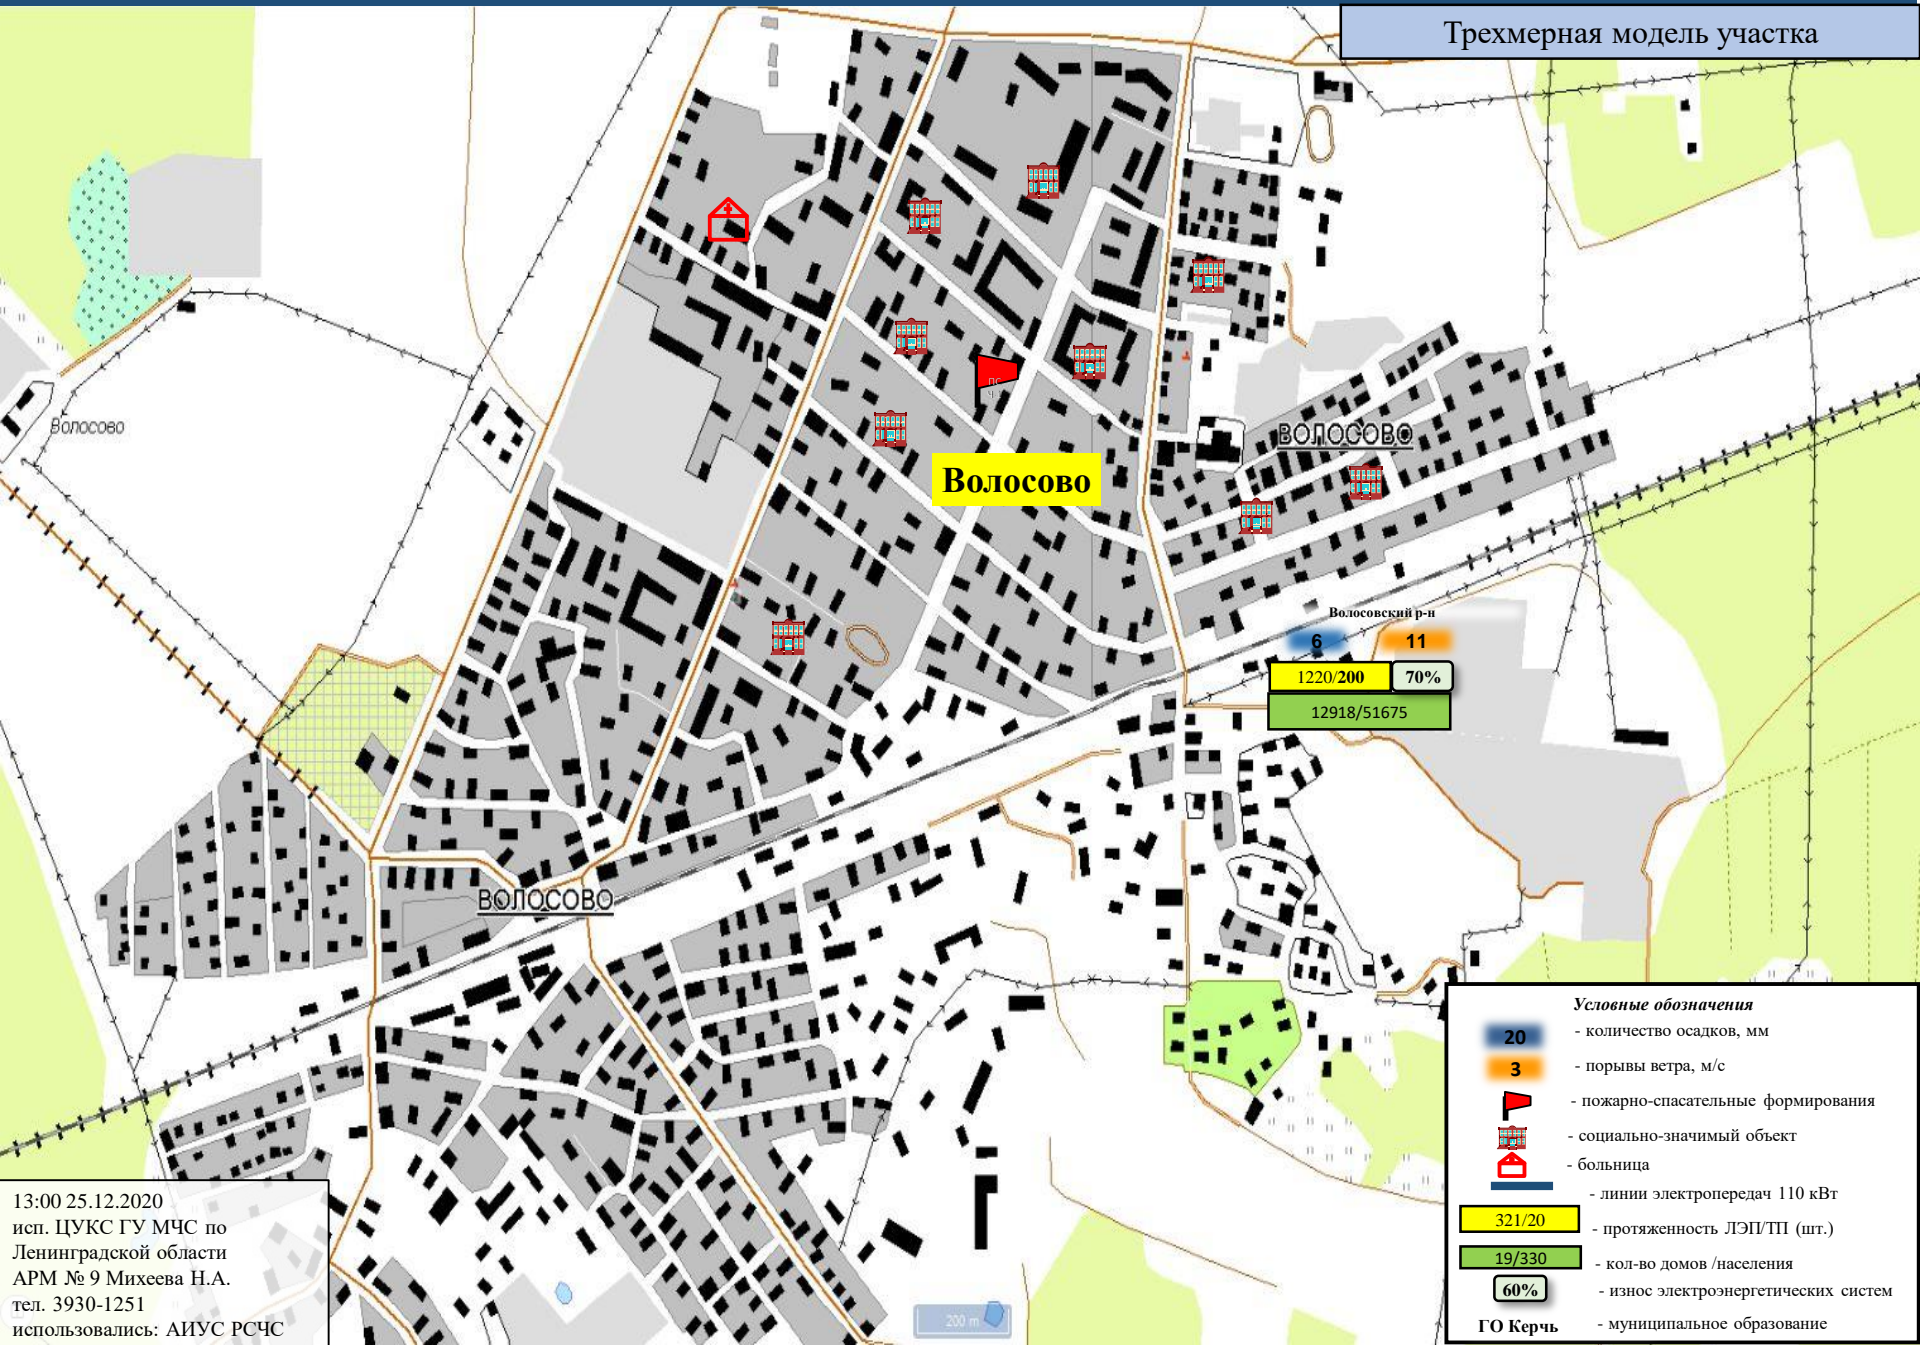 Трехмерная модель участка
Волосово
ВОЛОСОВО
Волосово
ПС
Ч
Волосовский р-н
6
11
1220/200
70%
12918/51675
ВОЛОСОВО
Условные обозначения
20 - количество осадков, мм
3 - порывы ветра, м/с
- пожарно-спасательные формирования
- социально-значимый объект
- больница
- линии электропередач 110 кВт
321/20 - протяженность ЛЭП/ТП (шт.)
19/330 - кол-во домов /населения
60% - износ электроэнергетических систем
ГО Керчь - муниципальное образование
13:00 25.12.2020
исп. ЦУКС ГУ МЧС по
Ленинградской области
АРМ № 9 Михеева Н.А.
тел. 3930-1251
использовались: АИУС РСЧС
200 m